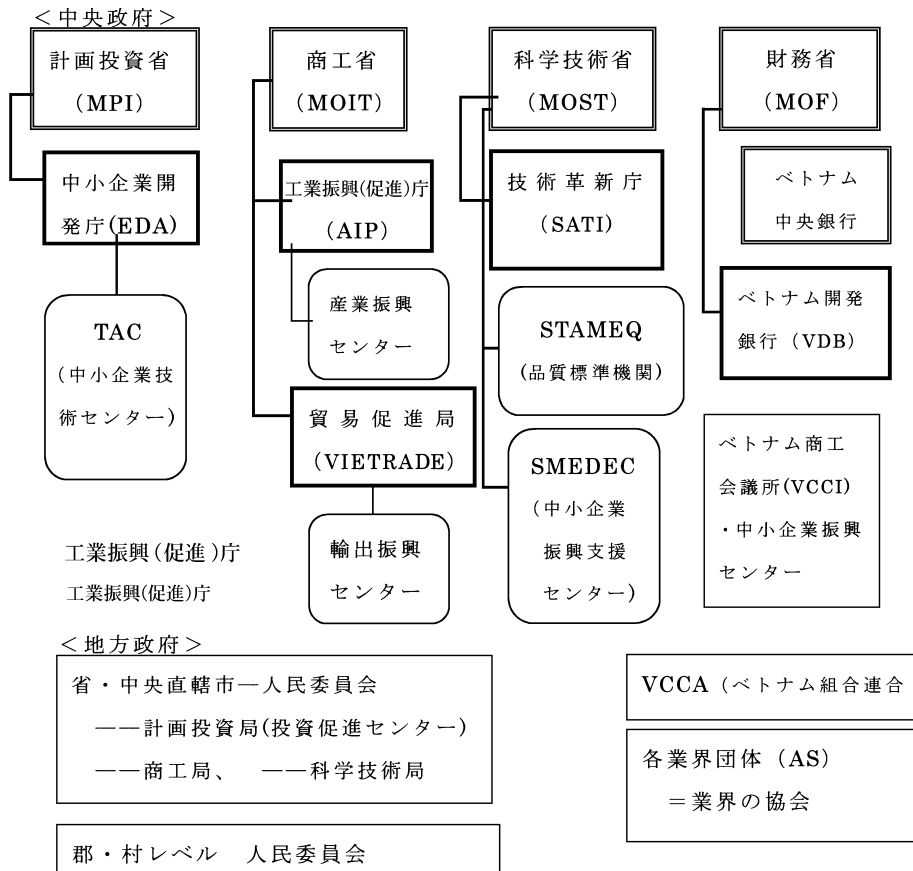 ＜中央政府＞
計画投資省
（MPI）
中小企業開
発庁(EDA)
TAC
（中小企業技
術センター）
商工省
（MOIT）
工業振興(促進)庁
（AIP）
産業振興
センター
貿易促進局
（VIETRADE）
輸出振興
センター
科学技術省
（MOST）
技術革新庁
（SATI）
STAMEQ
(品質標準機関)
SMEDEC
（中小企業
振興支援
センター）
財務省
（MOF）
ベトナム
中央銀行
ベトナム開発
銀行（VDB）
ベトナム商工
会議所(VCCI)
・中小企業振興
センター
工業振興(促進)庁
工業振興(促進)庁
＜地方政府＞
省・中央直轄市―人民委員会
――計画投資局(投資促進センター)
――商工局、　――科学技術局
郡・村レベル　人民委員会
VCCA（ベトナム組合連合
各業界団体（AS）
＝業界の協会